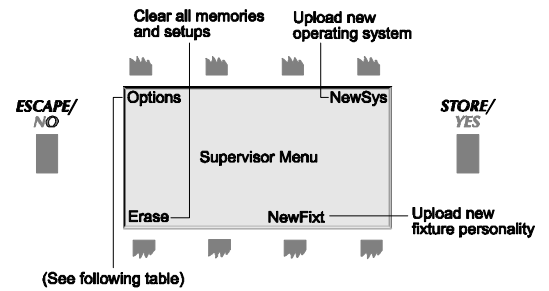 Clear all memories
and setups
Upload new
operating system
ESCAPE/
NO
Options
NewSys
STORE/
YES
Supervisor Menu
Erase
NewFixt
Upload new
fixture personality
(See following table)